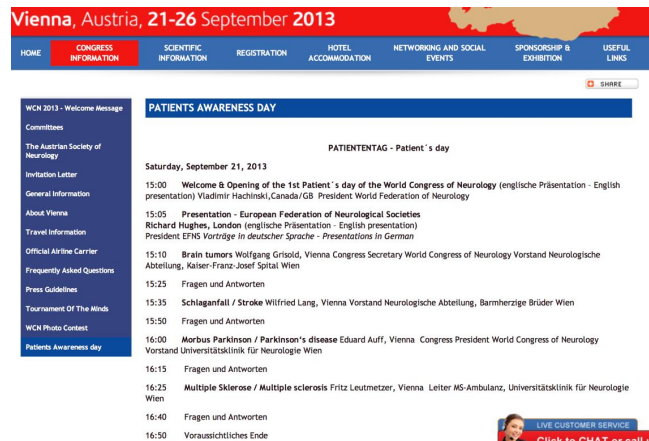 Vienna, Austria, 21-26 September 2013
HOME
CONGRESS
INFORMATION
SCIENTIFIC
INFORMATION
REGISTRATION
HOTEL
ACCOMMODATION
NETWORKING AND SOCIAL
EVENTS
SPONSORSHIP &
EXHIBITION
USEFUL
LINKS
SHARE
WCN 2013 - Welcome Message
Committees
The Austrian Society of
Neurology
Invitation Letter
General Information
About Vienna
Travel Information
Official Airline Carrier
Frequently Asked Questions
Press Guidelines
Tournament Of The Minds
WCN Photo Contest
Patients Awareness day
PATIENTS AWARENESS DAY
PATIENTENTAG - Patient´s day
Saturday, September 21, 2013
15:00 Welcome & Opening of the 1st Patient´s day of the World Congress of Neurology (englische Präsentation - English
presentation) Vladimir Hachinski,Canada/GB President World Federation of Neurology
15:05 Presentation - European Federation of Neurological Societies
Richard Hughes, London (englische Präsentation - English presentation)
President EFNS Vorträge in deutscher Sprache - Presentations in German
15:10 Brain tumors Wolfgang Grisold, Vienna Congress Secretary World Congress of Neurology Vorstand Neurologische
Abteilung, Kaiser-Franz-Josef Spital Wien
15:25 Fragen und Antworten
15:35 Schlaganfall / Stroke Wilfried Lang, Vienna Vorstand Neurologische Abteilung, Barmherzige Brüder Wien
15:50 Fragen und Antworten
16:00 Morbus Parkinson / Parkinson's disease Eduard Auff, Vienna Congress President World Congress of Neurology
Vorstand Universitätsklinik für Neurologie Wien
16:15 Fragen und Antworten
16:25 Multiple Sklerose / Multiple sclerosis Fritz Leutmetzer, Vienna Leiter MS-Ambulanz, Universitätsklinik für Neurologie
Wien
16:40 Fragen und Antworten
16:50 Voraussichtliches Ende
LIVE CUSTOMER SERVICE
Click to CHAT or call